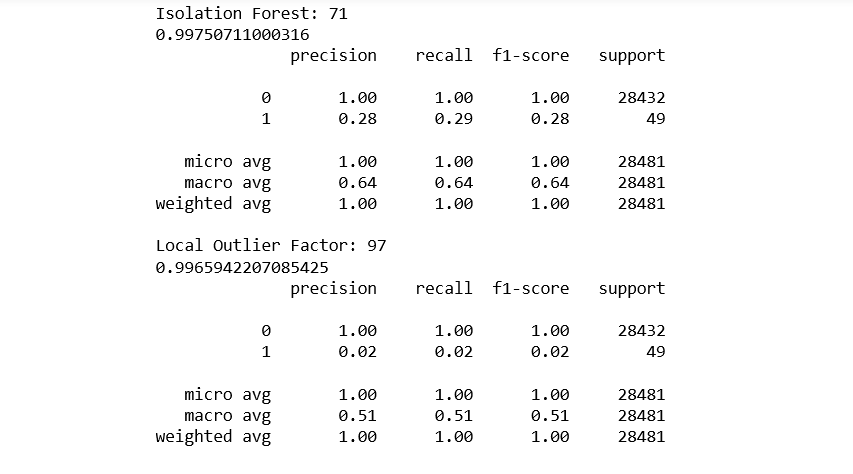 Isolation Forest: 71
0.99750711000316
precision recall f1-score support
0 1.00 1.00 1.00 28432
1 0.28 0.29 0.28 49
micro avg 1.00 1.00 1.00 28481
macro avg 0.64 0.64 0.64 28481
weighted avg 1.00 1.00 1.00 28481
Local Outlier Factor: 97
0.9965942207085425
precision recall f1-score support
0 1.00 1.00 1.00 28432
1 0.02 0.02 0.02 49
micro avg 1.00 1.00 1.00 28481
macro avg 0.51 0.51 0.51 28481
weighted avg 1.00 1.00 1.00 28481